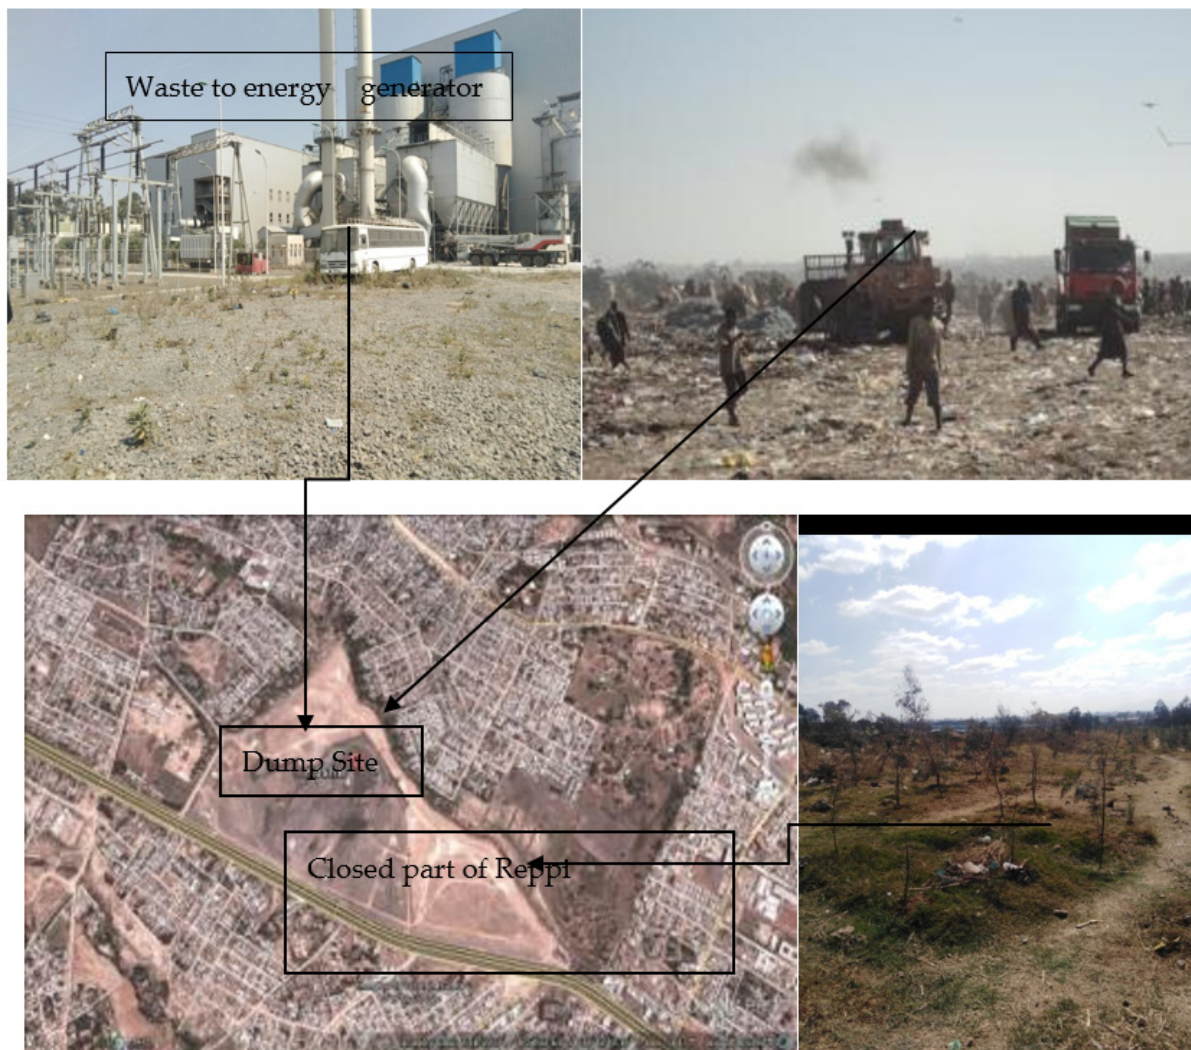 Waste to energy generator
Dump Site
Closed part of Reppi